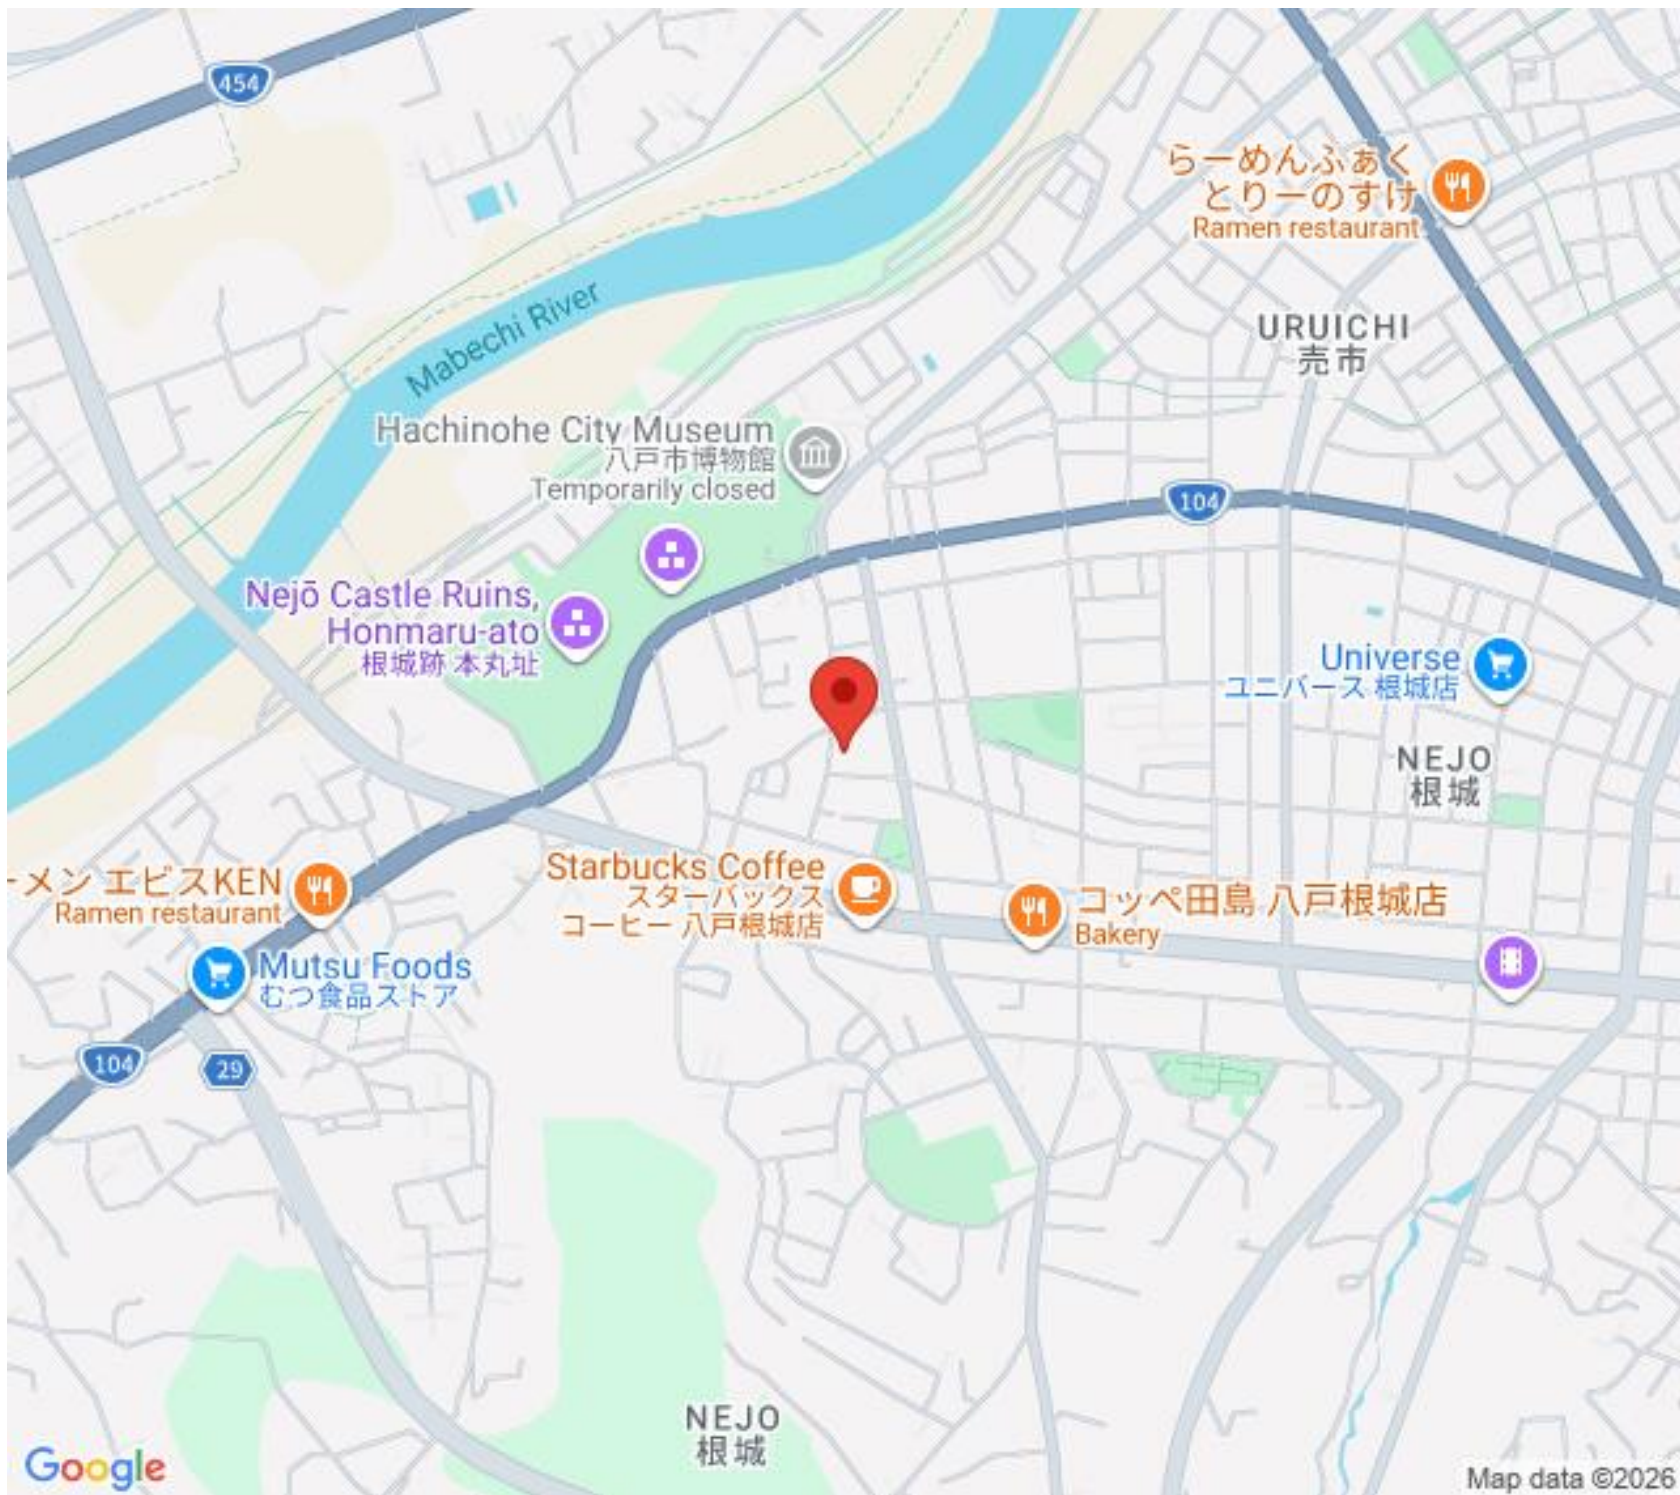 454
らーめんふぁく
とりーのすけ
Ramen restaurant
Mabechi River
URUICHI
売市
Hachinohe City Museum
八戸市博物館
Temporarily closed
104
Nejō Castle Ruins,
Honmaru-ato
根城跡 本丸址
Universe
ユニバース 根城店
NEJO
根城
ーメン エビスKEN
Ramen restaurant
Starbucks Coffee
スターバックス
コーヒー 八戸根城店
コッペ田島 八戸根城店
Bakery
Mutsu Foods
むつ食品ストア
104
29
NEJO
根城
Google
Map data ©2026